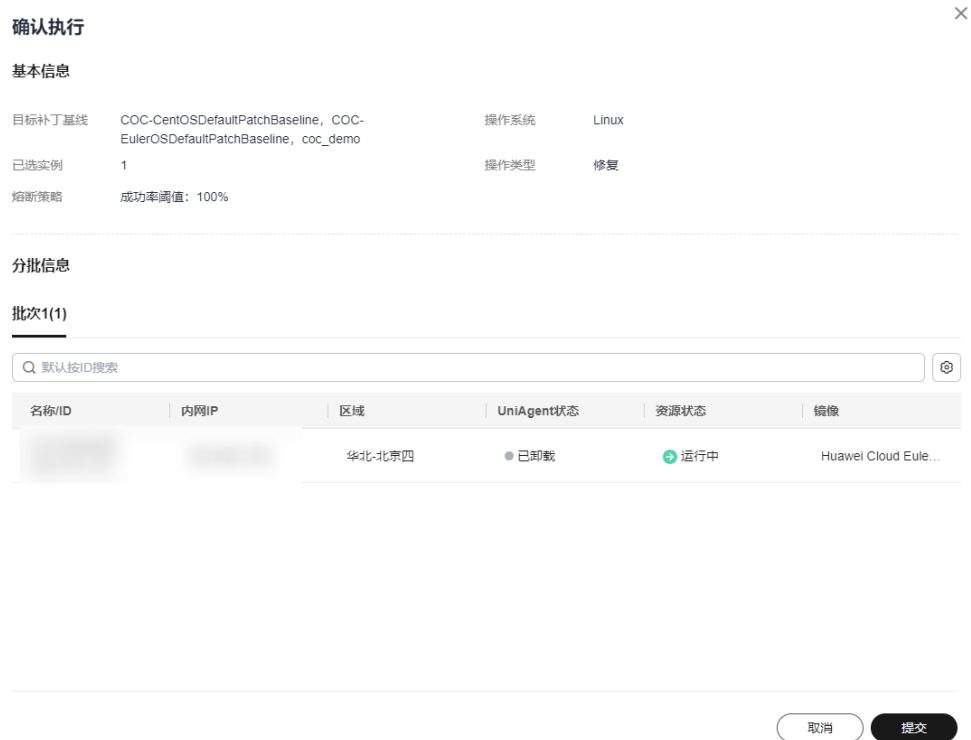 确认执行
基本信息
目标补丁基线 COC-CentOSDefaultPatchBaseline，COC- 操作系统 Linux
EulerOSDefaultPatchBaseline，coc_demo
已选实例 1 操作类型 修复
熔断策略 成功率阈值：100%
分批信息
批次1(1)
默认按ID搜索
名称/ID 内网IP 区域 UniAgent状态 资源状态 镜像
华北-北京四 已卸载 运行中 Huawei Cloud Eule...
取消 提交